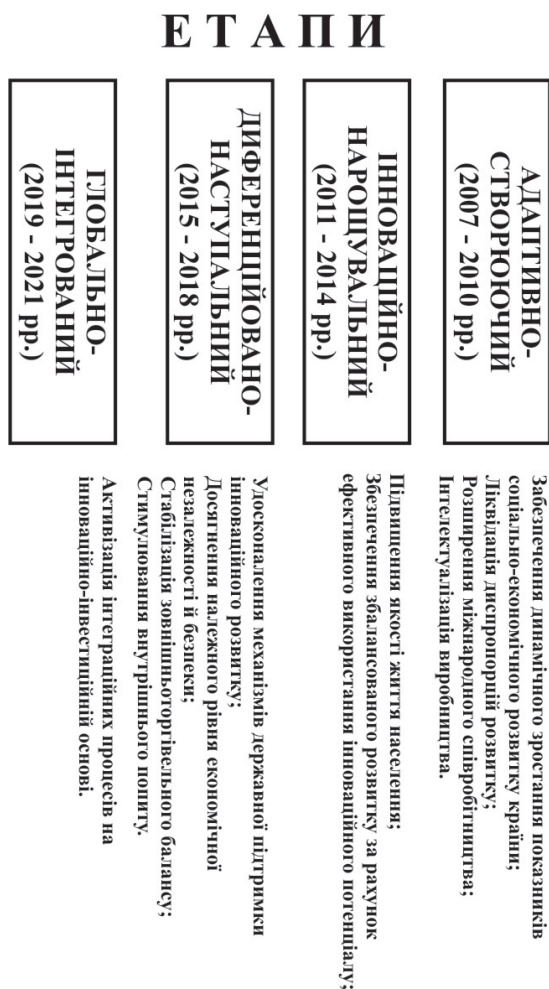 ЕТАПИ
АДАПТИВНО-
СТВОРЮЮЧИЙ
(2007 - 2010 рр.)
Забезпечення динамічного зростання показників
соціально-економічного розвитку країни;
Ліквідація диспропорцій розвитку;
Розширення міжнародного співробітництва;
Інтелектуалізація виробництва.
ІННОВАЦІЙНО-
НАРОЩУВАЛЬНИЙ
(2011 - 2014 рр.)
Підвищення якості життя населення;
Збезпечення збалансованого розвитку за рахунок
ефективного використання інноваційного потенціалу;
ДИФЕРЕНЦІЙОВАНО-
НАСТУПАЛЬНИЙ
(2015 - 2018 рр.)
Удосконалення механізмів державної підтримки
інноваційного розвитку;
Досягнення належного рівня економічної
незалежності й безпеки;
Стабілізація зовнішньоторгівельного балансу;
Стимулювання внутрішнього попиту.
ГЛОБАЛЬНО-
ІНТЕГРОВАНИЙ
(2019 - 2021 рр.)
Активізація інтеграційних процесів на
інноваційно-інвестиційній основі.